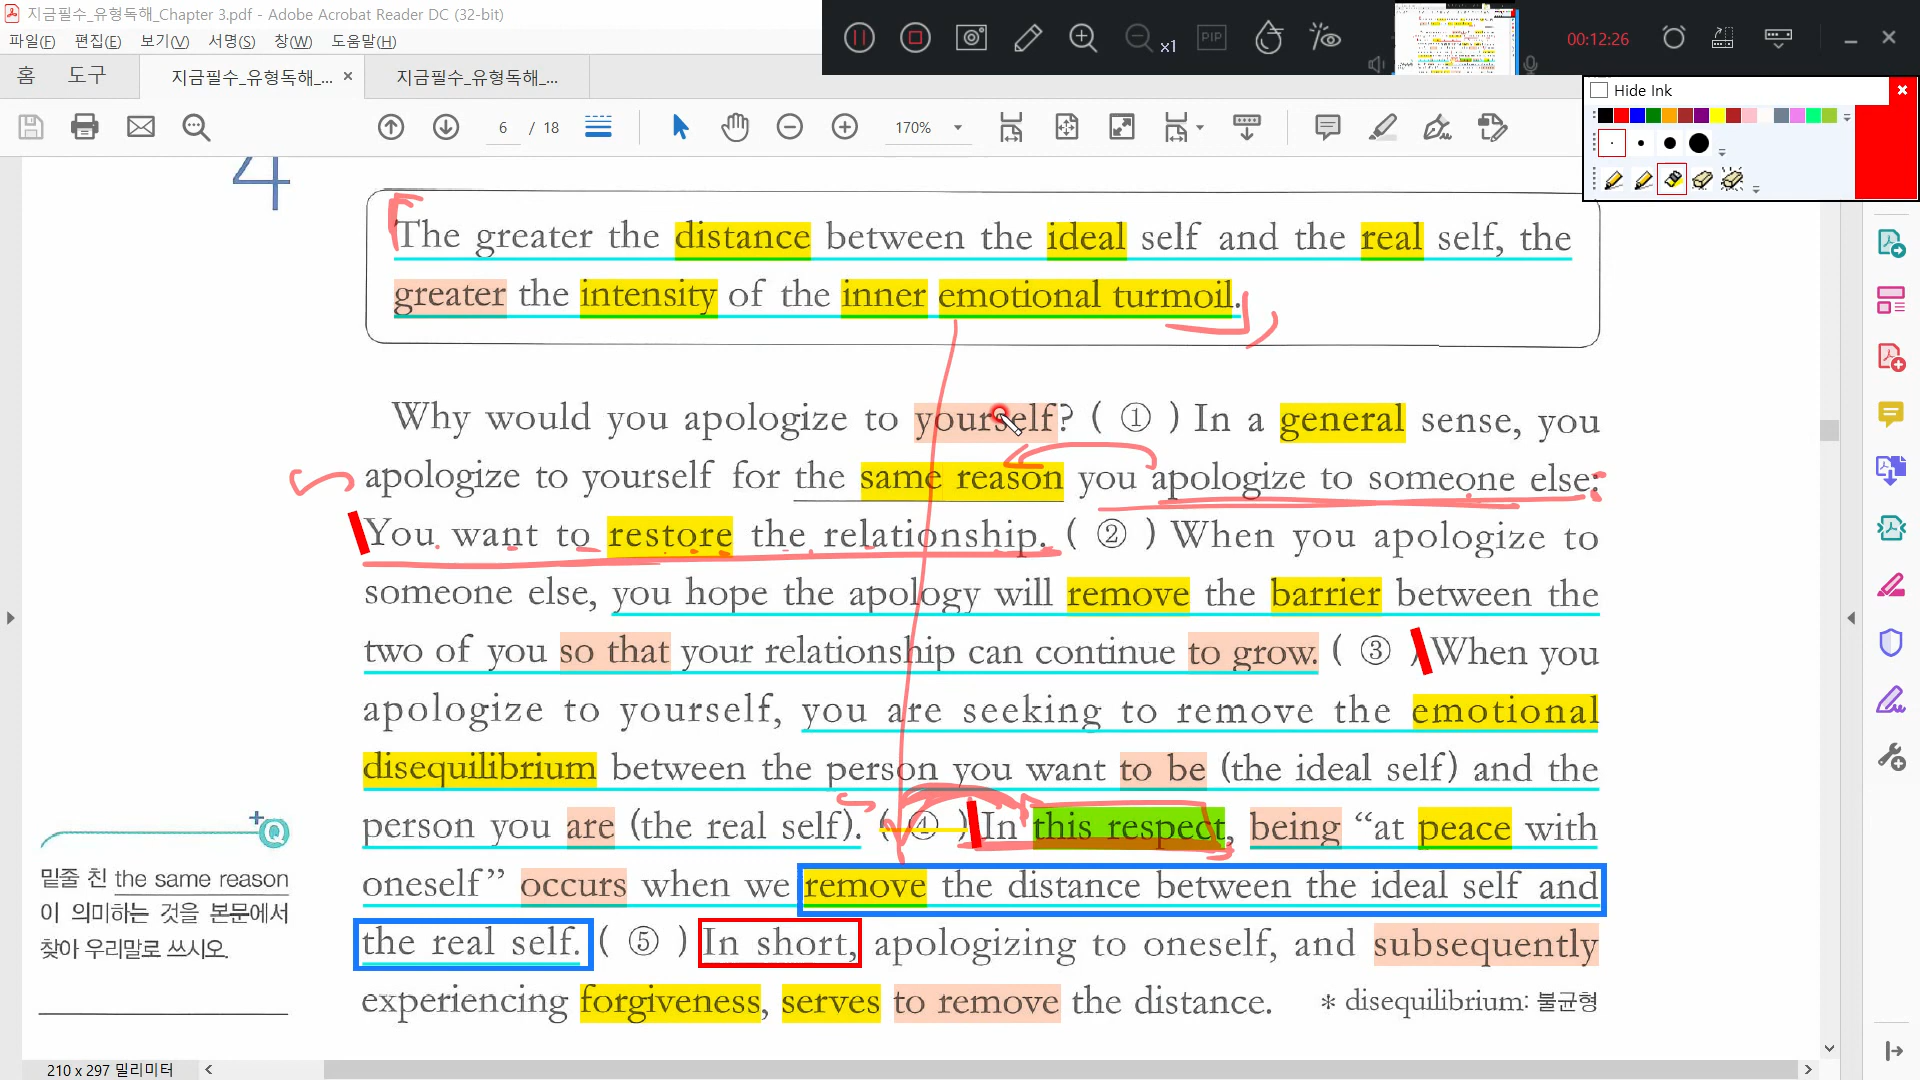 지금필수_유형독해_Chapter 3.pdf - Adobe Acrobat Reader DC (32-bit)
파일(F) 편집(E) 보기(V) 서명(S) 창(W) 도움말(H)
x1 PIP 00:12:26
홈 도구 지금필수_유형독해_... × 지금필수_유형독해_...
Hide Ink
6 / 18 170%
4
The greater the distance between the ideal self and the real self, the
greater the intensity of the inner emotional turmoil.
Why would you apologize to yourself? ( ① ) In a general sense, you
apologize to yourself for the same reason you apologize to someone else:
You want to restore the relationship. ( ② ) When you apologize to
someone else, you hope the apology will remove the barrier between the
two of you so that your relationship can continue to grow. ( ③ ) When you
apologize to yourself, you are seeking to remove the emotional
disequilibrium between the person you want to be (the ideal self) and the
person you are (the real self). ( ④ ) In this respect, being “at peace with
oneself” occurs when we remove the distance between the ideal self and
the real self. ( ⑤ ) In short, apologizing to oneself, and subsequently
experiencing forgiveness, serves to remove the distance.
* disequilibrium: 불균형
+Q
밑줄 친 the same reason
이 의미하는 것을 본문에서
찾아 우리말로 쓰시오.
210 x 297 밀리미터